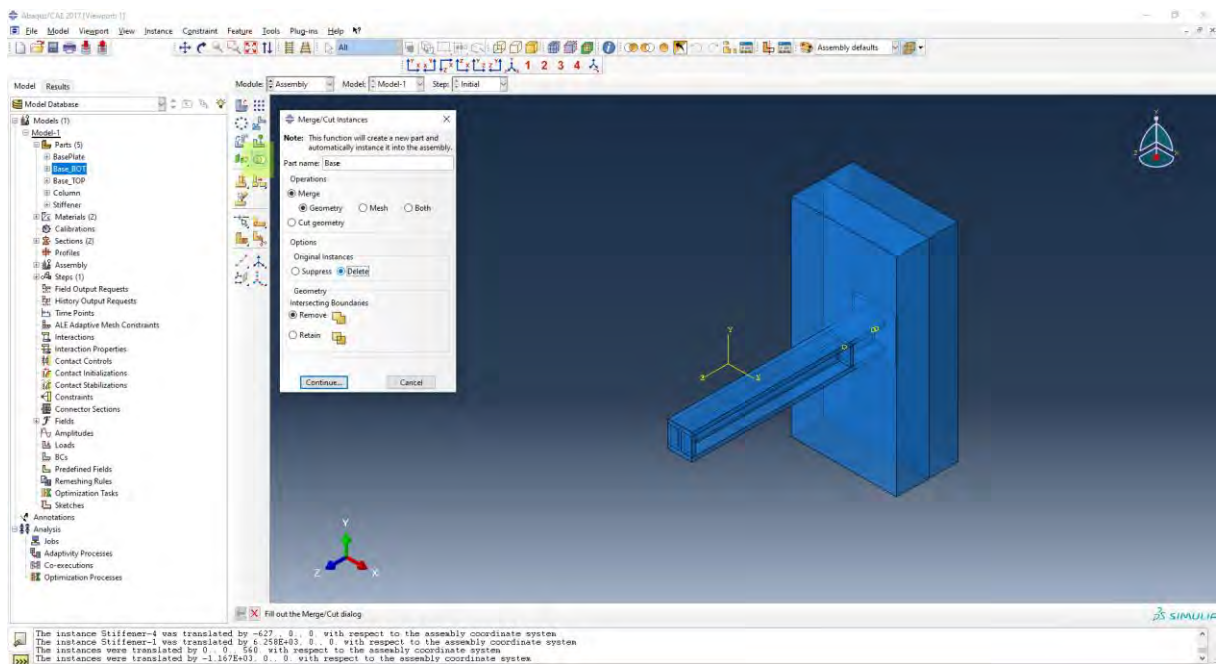 Abaqus/CAE 2017 [Viewport: 1]
File Model Viewport View Instance Constraint Feature Tools Plug-ins Help
All
Assembly defaults
1 2 3 4
Model Results
Module: Assembly Model: Model-1 Step: Initial
Model Database
Models (1)
Model-1
Parts (5)
BasePlate
Base_BOT
Base_TOP
Column
Stiffener
Materials (2)
Calibrations
Sections (2)
Profiles
Assembly
Steps (1)
Field Output Requests
History Output Requests
Time Points
ALE Adaptive Mesh Constraints
Interactions
Interaction Properties
Contact Controls
Contact Initializations
Contact Stabilizations
Constraints
Connector Sections
Fields
Amplitudes
Loads
BCs
Predefined Fields
Remeshing Rules
Optimization Tasks
Sketches
Annotations
Analysis
Jobs
Adaptivity Processes
Co-executions
Optimization Processes
Merge/Cut Instances
Note: This function will create a new part and
automatically instance it into the assembly.
Part name: Base
Operations
Merge
Geometry Mesh Both
Cut geometry
Options
Original Instances
Suppress Delete
Geometry
Intersecting Boundaries
Remove
Retain
Continue... Cancel
Y
Y
Z
X
Fill out the Merge/Cut dialog
SIMULIA
The instance Stiffener-4 was translated by -627., 0., 0. with respect to the assembly coordinate system
The instance Stiffener-1 was translated by 6.258E+03, 0., 0. with respect to the assembly coordinate system
The instances were translated by 0., 0., 560. with respect to the assembly coordinate system
The instances were translated by -1.167E+03, 0., 0. with respect to the assembly coordinate system